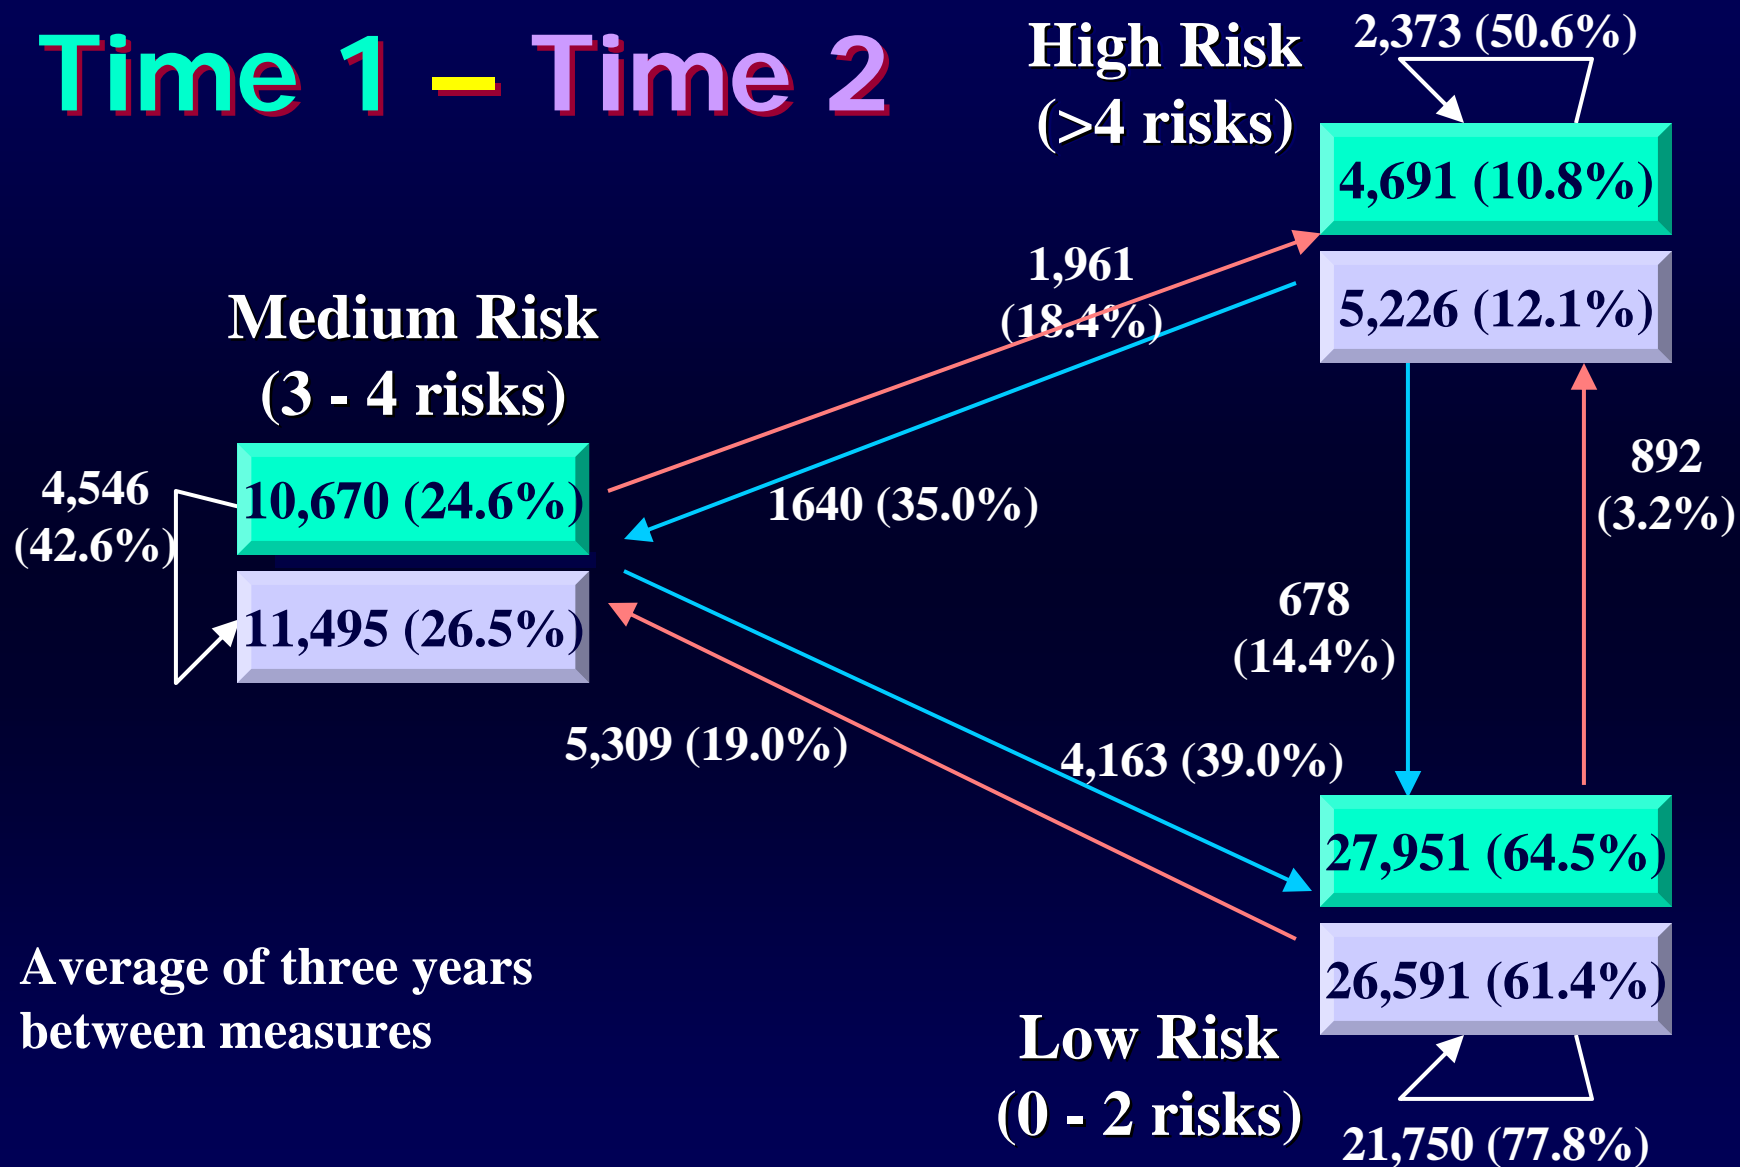 Time 1 – Time 2
High Risk
(>4 risks)
2,373 (50.6%)
4,691 (10.8%)
5,226 (12.1%)
1,961
(18.4%)
Medium Risk
(3 - 4 risks)
4,546
(42.6%)
10,670 (24.6%)
11,495 (26.5%)
1640 (35.0%)
892
(3.2%)
678
(14.4%)
5,309 (19.0%)
4,163 (39.0%)
27,951 (64.5%)
26,591 (61.4%)
Average of three years
between measures
Low Risk
(0 - 2 risks)
21,750 (77.8%)